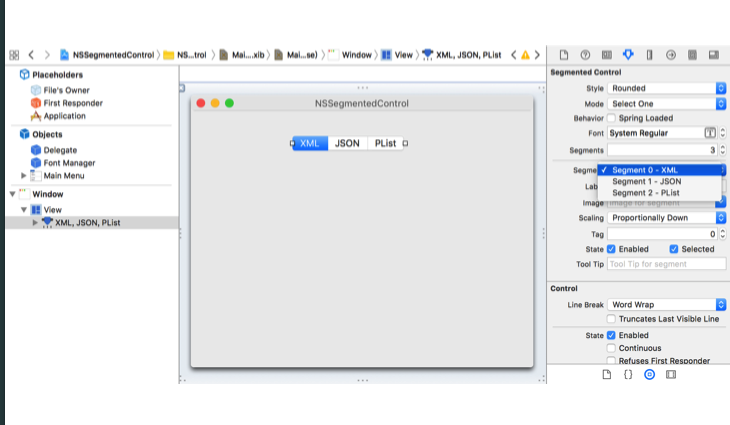 NSSegmentedControl NS...trol Mai....xib Mai...se) Window View XML, JSON, PList
Placeholders
File's Owner
First Responder
Application
Objects
Delegate
Font Manager
Main Menu
Window
View
XML, JSON, PList
NSSegmentedControl
XML JSON PList
Segmented Control
Style Rounded
Mode Select One
Behavior Spring Loaded
Font System Regular
Segments 3
Segme ✓ Segment 0 - XML
Segment 1 - JSON
Lab
Segment 2 - PList
Image Image for segment
Scaling Proportionally Down
Tag 0
State Enabled Selected
Tool Tip Tool Tip for segment
Control
Line Break Word Wrap
Truncates Last Visible Line
State Enabled
Continuous
Refuses First Responder